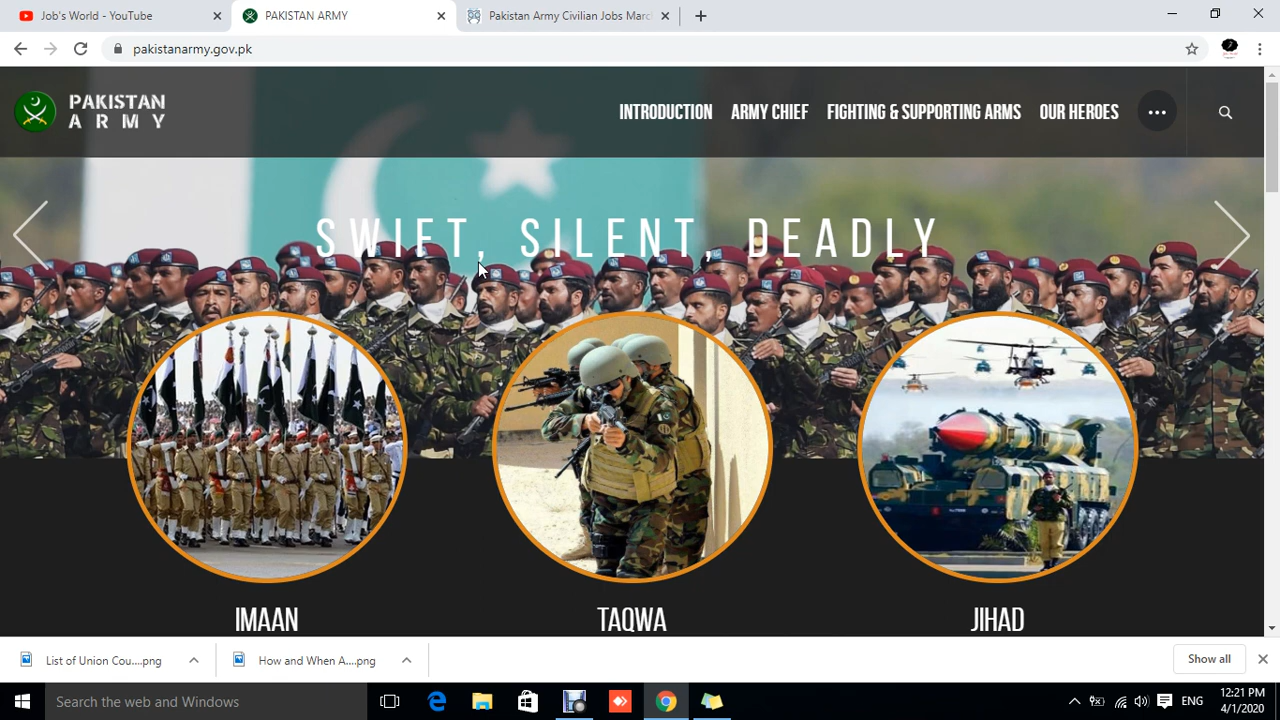 Job's World - YouTube
PAKISTAN ARMY
Pakistan Army Civilian Jobs Marc
pakistanarmy.gov.pk
PAKISTAN
ARMY
INTRODUCTION
ARMY CHIEF
FIGHTING & SUPPORTING ARMS
OUR HEROES
SWIFT, SILENT, DEADLY
IMAAN
TAQWA
JIHAD
List of Union Cou....png
How and When A....png
Show all
Search the web and Windows
ENG
12:21 PM
4/1/2020